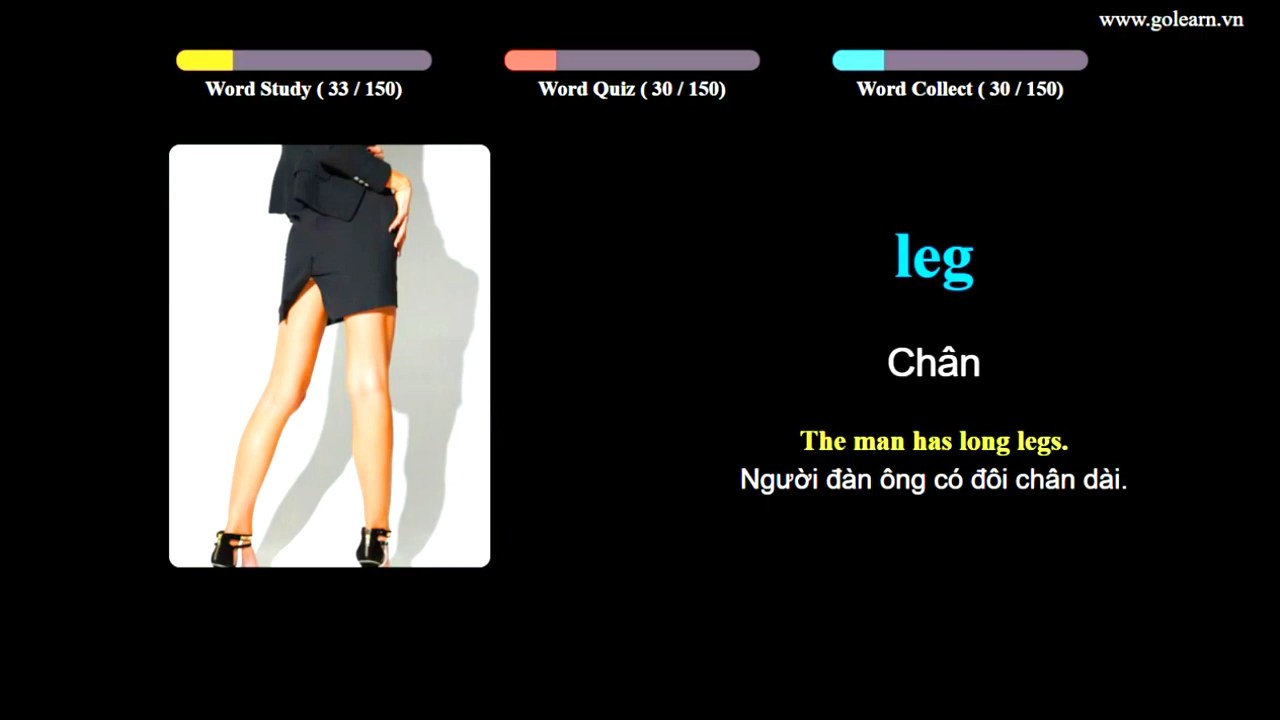 www.golearn.vn
Word Study ( 33 / 150)
Word Quiz ( 30 / 150)
Word Collect ( 30 / 150)
leg
Chân
The man has long legs.
Người đàn ông có đôi chân dài.